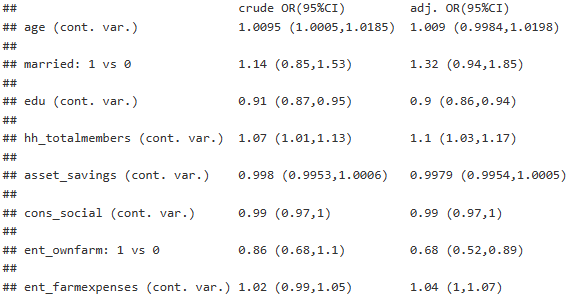 ##                              crude OR(95%CI)         adj. OR(95%CI)
## age (cont. var.)             1.0095 (1.0005,1.0185)  1.009 (0.9984,1.0198)
##
## married: 1 vs 0              1.14 (0.85,1.53)        1.32 (0.94,1.85)
##
## edu (cont. var.)             0.91 (0.87,0.95)        0.9 (0.86,0.94)
##
## hh_totalmembers (cont. var.) 1.07 (1.01,1.13)        1.1 (1.03,1.17)
##
## asset_savings (cont. var.)   0.998 (0.9953,1.0006)   0.9979 (0.9954,1.0005)
##
## cons_social (cont. var.)     0.99 (0.97,1)           0.99 (0.97,1)
##
## ent_ownfarm: 1 vs 0          0.86 (0.68,1.1)         0.68 (0.52,0.89)
##
## ent_farmexpenses (cont. var.) 1.02 (0.99,1.05)       1.04 (1,1.07)